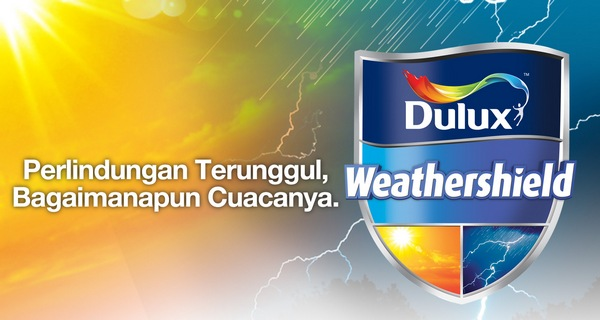 Perlindungan Terunggul,
Bagaimanapun Cuacanya.
Dulux
Weathershield